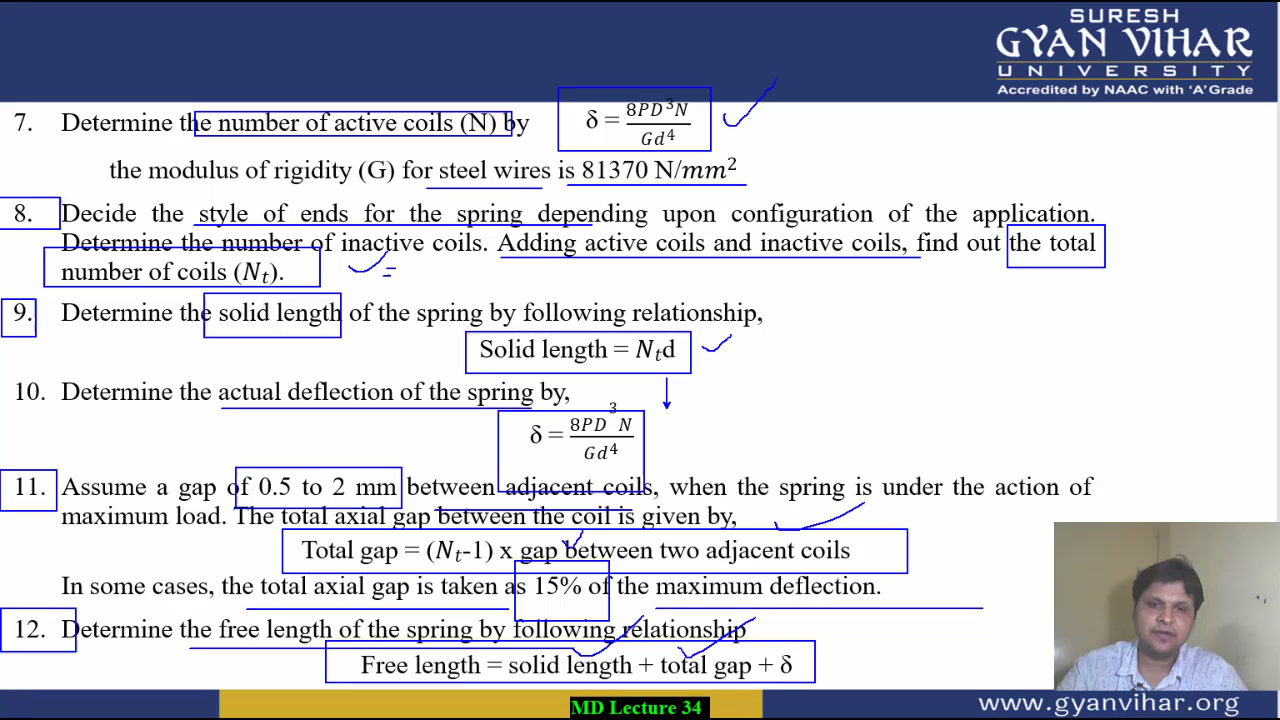 SURESH
GYAN VIHAR
UNIVERSITY
Accredited by NAAC with 'A' Grade
7. Determine the number of active coils (N) by δ = 8PD³N / Gd⁴
the modulus of rigidity (G) for steel wires is 81370 N/mm²
8. Decide the style of ends for the spring depending upon configuration of the application.
Determine the number of inactive coils. Adding active coils and inactive coils, find out the total
number of coils (Nₜ).
9. Determine the solid length of the spring by following relationship,
Solid length = Nₜd
10. Determine the actual deflection of the spring by,
δ = 8PD³N / Gd⁴
11. Assume a gap of 0.5 to 2 mm between adjacent coils, when the spring is under the action of
maximum load. The total axial gap between the coil is given by,
Total gap = (Nₜ-1) x gap between two adjacent coils
In some cases, the total axial gap is taken as 15% of the maximum deflection.
12. Determine the free length of the spring by following relationship
Free length = solid length + total gap + δ
MD Lecture 34
www.gyanvihar.org